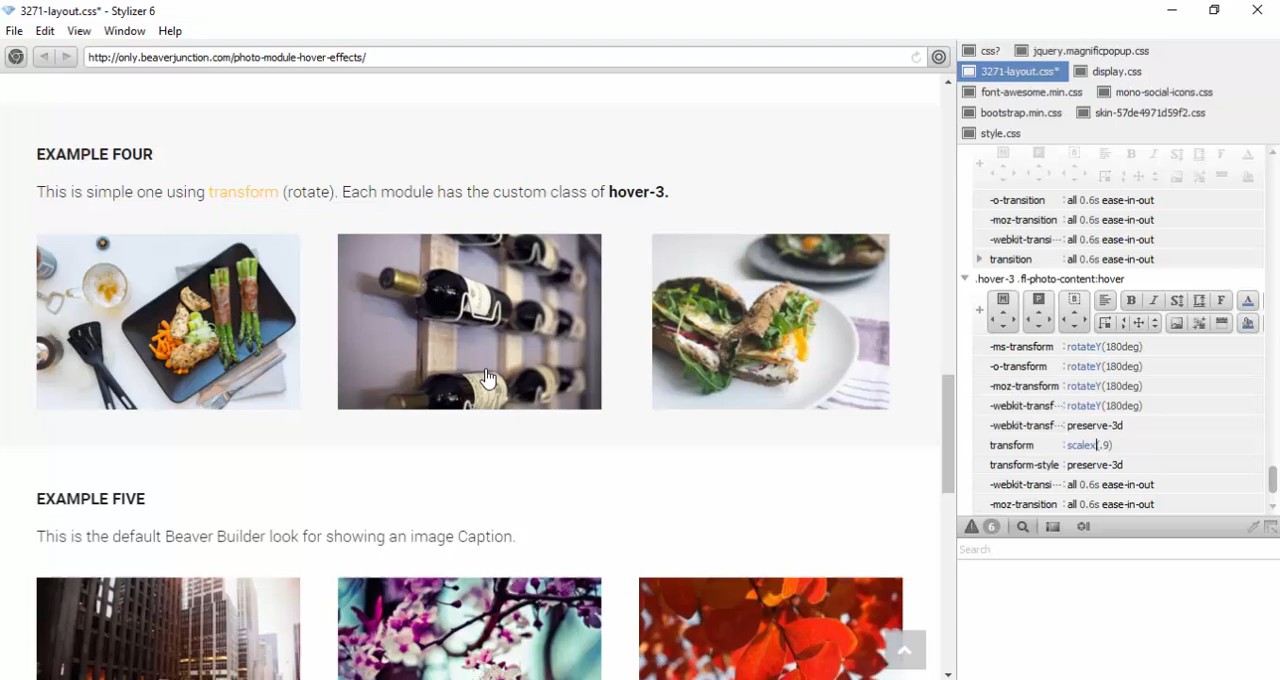 3271-layout.css* - Stylizer 6
File Edit View Window Help
http://only.beaverjunction.com/photo-module-hover-effects/
css? jquery.magnificpopup.css
3271-layout.css* display.css
font-awesome.min.css mono-social-icons.css
bootstrap.min.css skin-57de4971d59f2.css
style.css
EXAMPLE FOUR
This is simple one using transform (rotate). Each module has the custom class of hover-3.
EXAMPLE FIVE
This is the default Beaver Builder look for showing an image Caption.
-o-transition : all 0.6s ease-in-out
-moz-transition : all 0.6s ease-in-out
-webkit-transi··· : all 0.6s ease-in-out
transition : all 0.6s ease-in-out
.hover-3 .fl-photo-content:hover
M P B B I S F A
-ms-transform : rotateY(180deg)
-o-transform : rotateY(180deg)
-moz-transform : rotateY(180deg)
-webkit-transf··· : rotateY(180deg)
-webkit-transf··· : preserve-3d
transform : scalex(.9)
transform-style : preserve-3d
-webkit-transi··· : all 0.6s ease-in-out
-moz-transition : all 0.6s ease-in-out
6
Search